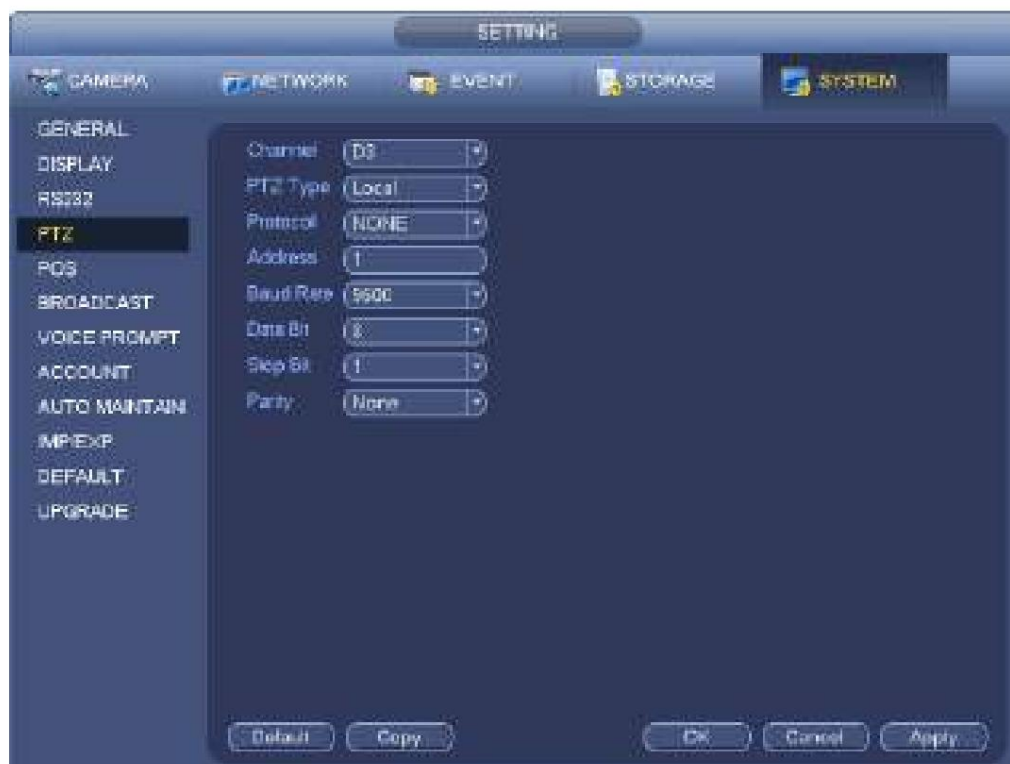 SETTING
CAMERA NETWORK EVENT STORAGE SYSTEM
GENERAL
DISPLAY
RS232
PTZ
POS
BROADCAST
VOICE PROMPT
ACCOUNT
AUTO MAINTAIN
IMP/EXP
DEFAULT
UPGRADE
Channel D3
PTZ Type Local
Protocol NONE
Address 1
Baud Rate 9600
Data Bit 8
Stop Bit 1
Parity None
Default Copy OK Cancel Apply